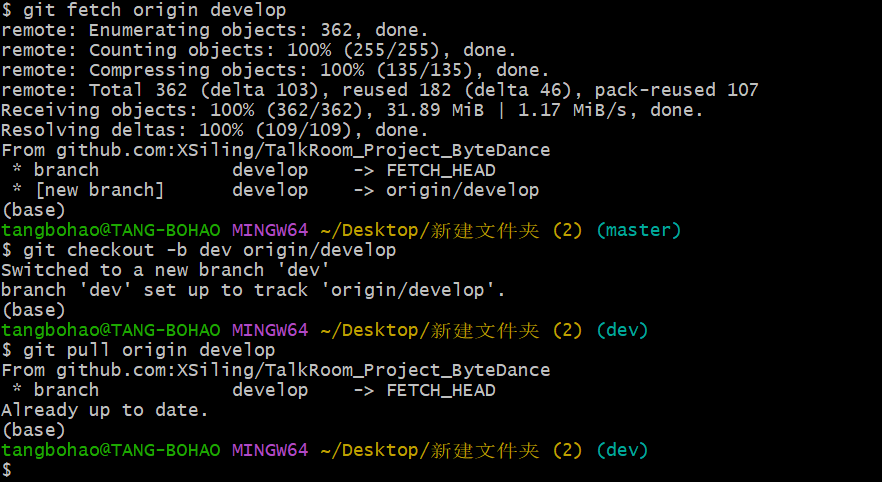 $ git fetch origin develop
remote: Enumerating objects: 362, done.
remote: Counting objects: 100% (255/255), done.
remote: Compressing objects: 100% (135/135), done.
remote: Total 362 (delta 103), reused 182 (delta 46), pack-reused 107
Receiving objects: 100% (362/362), 31.89 MiB | 1.17 MiB/s, done.
Resolving deltas: 100% (109/109), done.
From github.com:XSiling/TalkRoom_Project_ByteDance
 * branch            develop    -> FETCH_HEAD
 * [new branch]      develop    -> origin/develop
(base)
tangbohao@TANG-BOHAO MINGW64 ~/Desktop/新建文件夹 (2) (master)
$ git checkout -b dev origin/develop
Switched to a new branch 'dev'
branch 'dev' set up to track 'origin/develop'.
(base)
tangbohao@TANG-BOHAO MINGW64 ~/Desktop/新建文件夹 (2) (dev)
$ git pull origin develop
From github.com:XSiling/TalkRoom_Project_ByteDance
 * branch            develop    -> FETCH_HEAD
Already up to date.
(base)
tangbohao@TANG-BOHAO MINGW64 ~/Desktop/新建文件夹 (2) (dev)
$